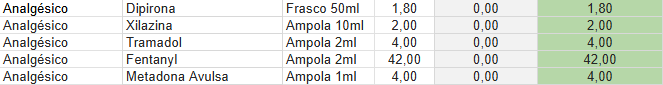 Analgésico Dipirona Frasco 50ml 1,80 0,00 1,80
Analgésico Xilazina Ampola 10ml 2,00 0,00 2,00
Analgésico Tramadol Ampola 2ml 4,00 0,00 4,00
Analgésico Fentanyl Ampola 2ml 42,00 0,00 42,00
Analgésico Metadona Avulsa Ampola 1ml 4,00 0,00 4,00